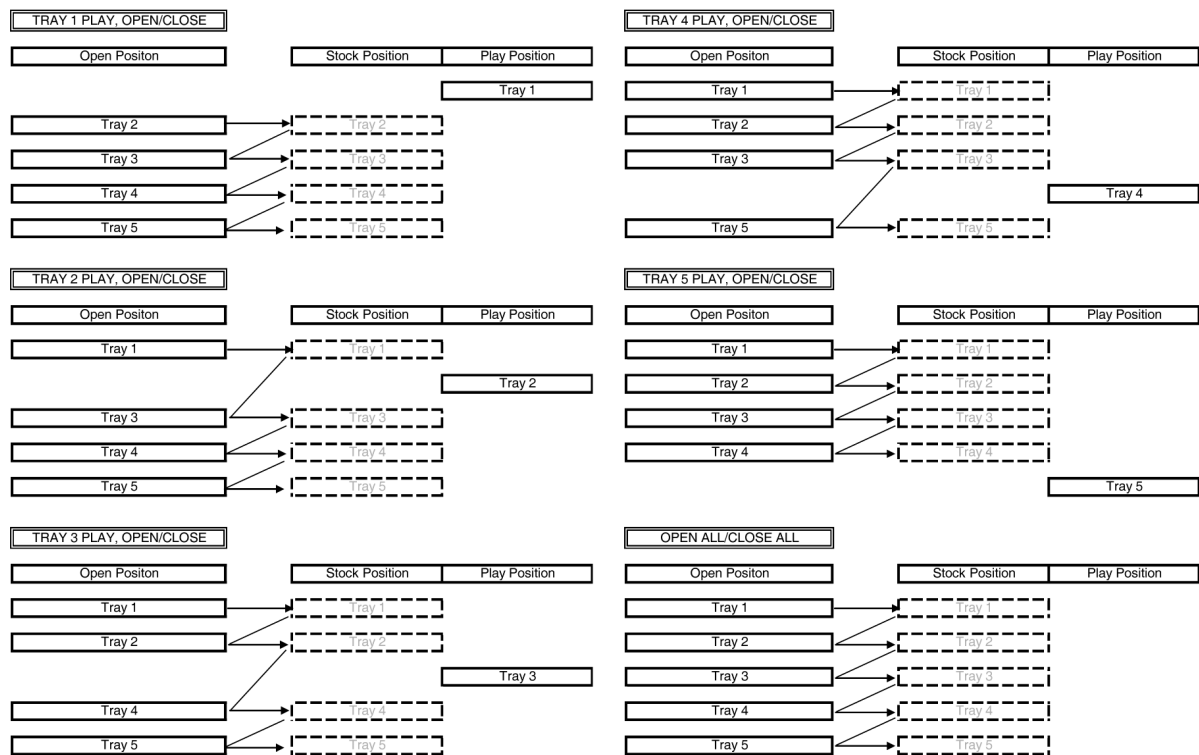 TRAY 1 PLAY, OPEN/CLOSE
Open Positon Stock Position Play Position
Tray 1
Tray 2 Tray 2
Tray 3 Tray 3
Tray 4 Tray 4
Tray 5 Tray 5
TRAY 2 PLAY, OPEN/CLOSE
Open Positon Stock Position Play Position
Tray 1 Tray 1
Tray 2
Tray 3 Tray 3
Tray 4 Tray 4
Tray 5 Tray 5
TRAY 3 PLAY, OPEN/CLOSE
Open Positon Stock Position Play Position
Tray 1 Tray 1
Tray 2 Tray 2
Tray 3
Tray 4 Tray 4
Tray 5 Tray 5
TRAY 4 PLAY, OPEN/CLOSE
Open Positon Stock Position Play Position
Tray 1 Tray 1
Tray 2 Tray 2
Tray 3 Tray 3
Tray 4
Tray 5 Tray 5
TRAY 5 PLAY, OPEN/CLOSE
Open Positon Stock Position Play Position
Tray 1 Tray 1
Tray 2 Tray 2
Tray 3 Tray 3
Tray 4 Tray 4
Tray 5
OPEN ALL/CLOSE ALL
Open Positon Stock Position Play Position
Tray 1 Tray 1
Tray 2 Tray 2
Tray 3 Tray 3
Tray 4 Tray 4
Tray 5 Tray 5